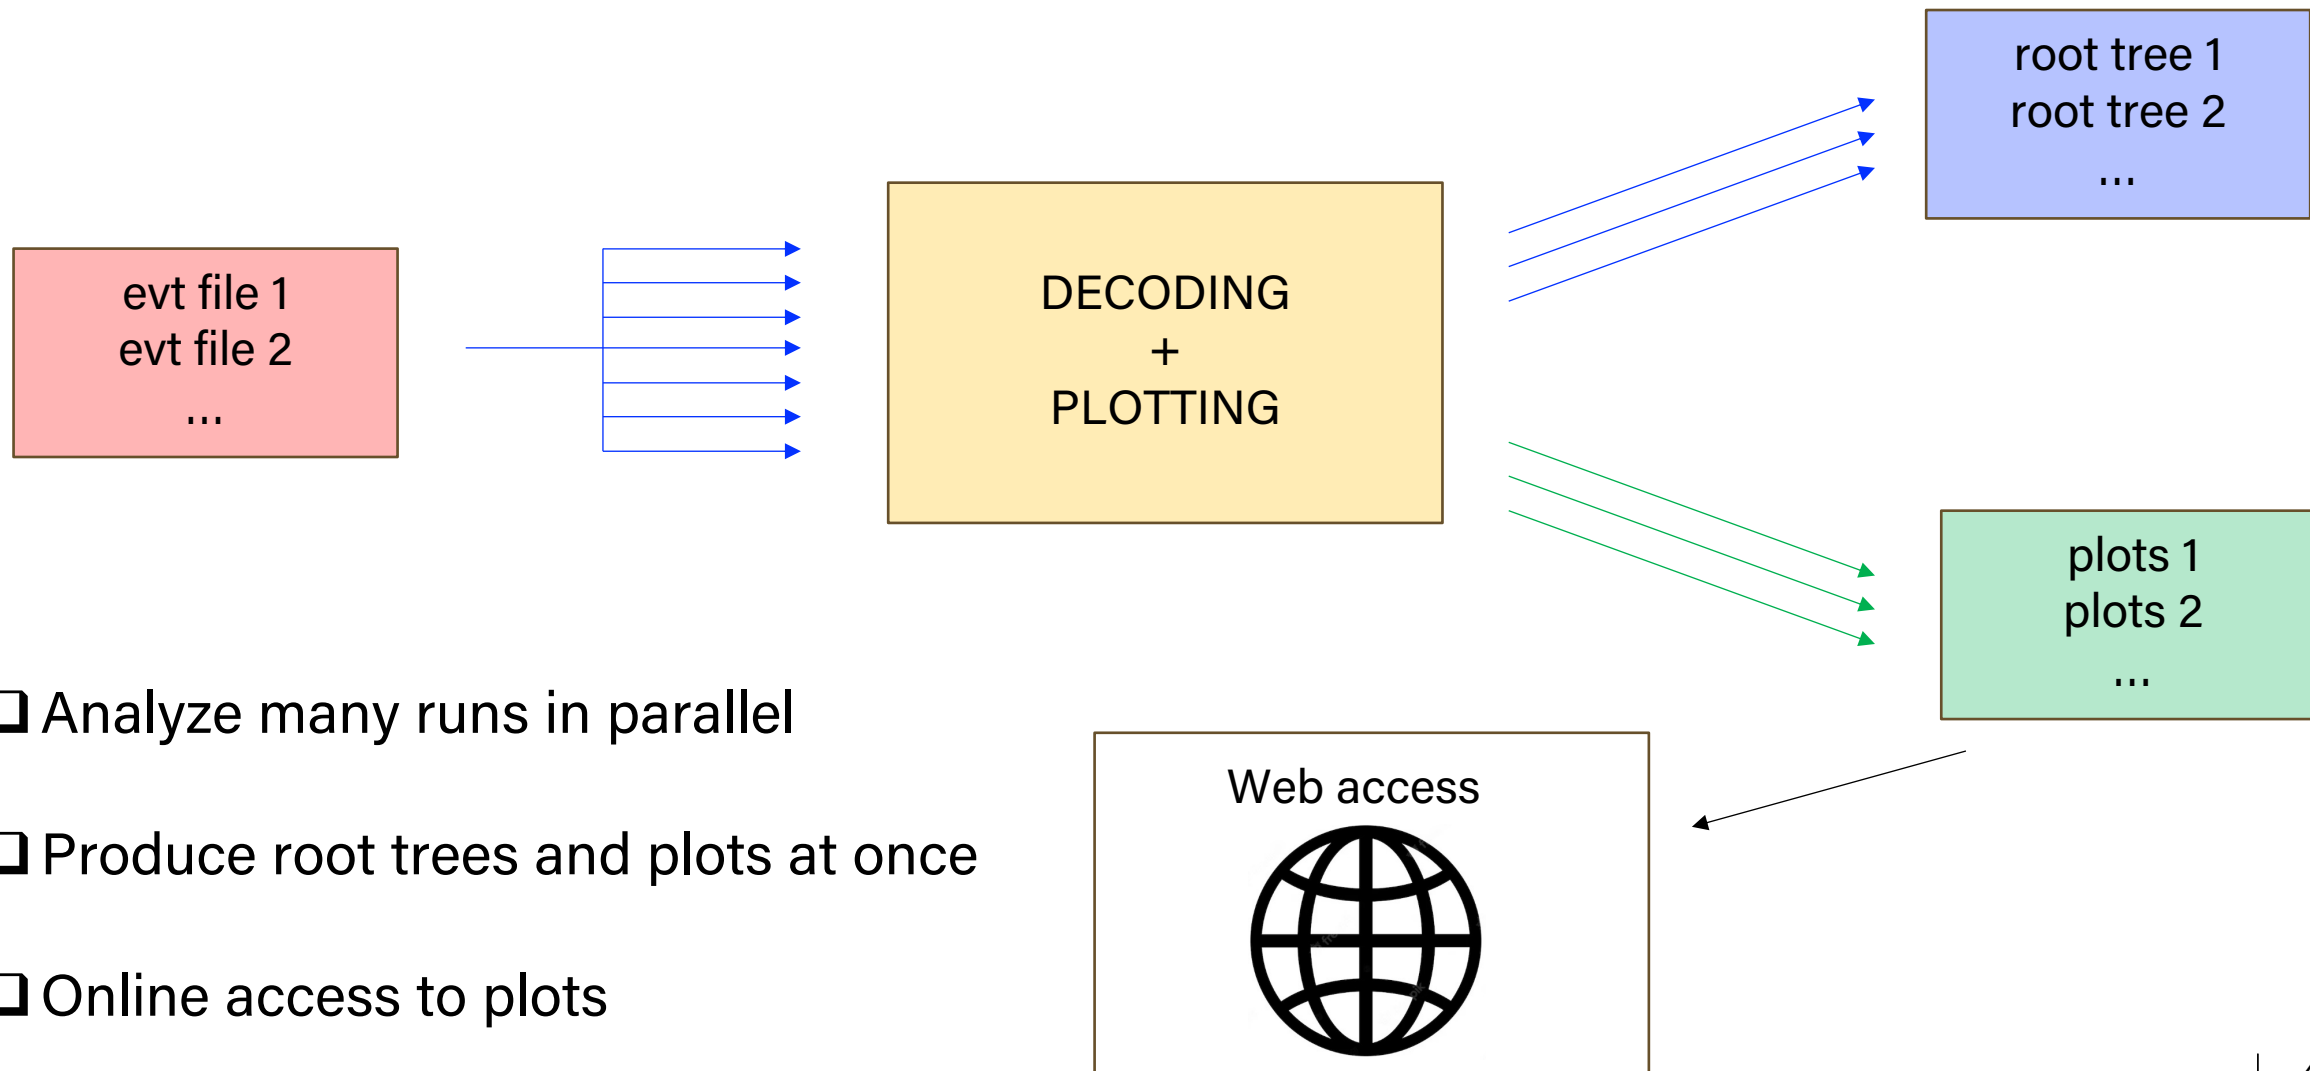 root tree 1
root tree 2
...
evt file 1
evt file 2
...
DECODING
+
PLOTTING
plots 1
plots 2
...
Analyze many runs in parallel
Produce root trees and plots at once
Online access to plots
Web access